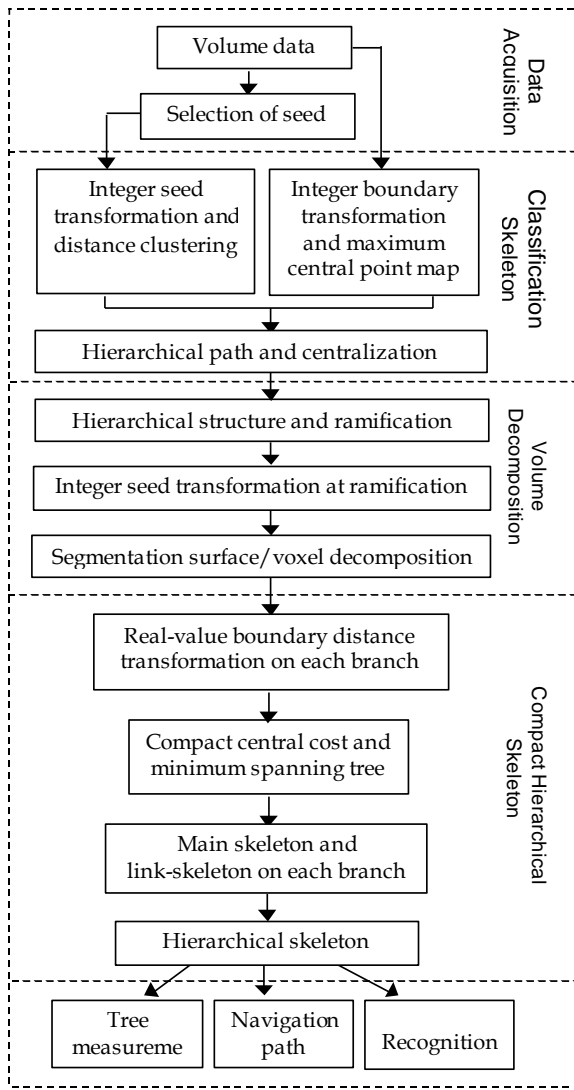 Volume data
Selection of seed
Data
Acquisition
Integer seed
transformation and
distance clustering
Integer boundary
transformation
and maximum
central point map
Hierarchical path and centralization
Classification
Skeleton
Hierarchical structure and ramification
Integer seed transformation at ramification
Segmentation surface/voxel decomposition
Volume
Decomposition
Real-value boundary distance
transformation on each branch
Compact central cost and
minimum spanning tree
Main skeleton and
link-skeleton on each branch
Hierarchical skeleton
Compact Hierarchical
Skeleton
Tree
measureme
Navigation
path
Recognition